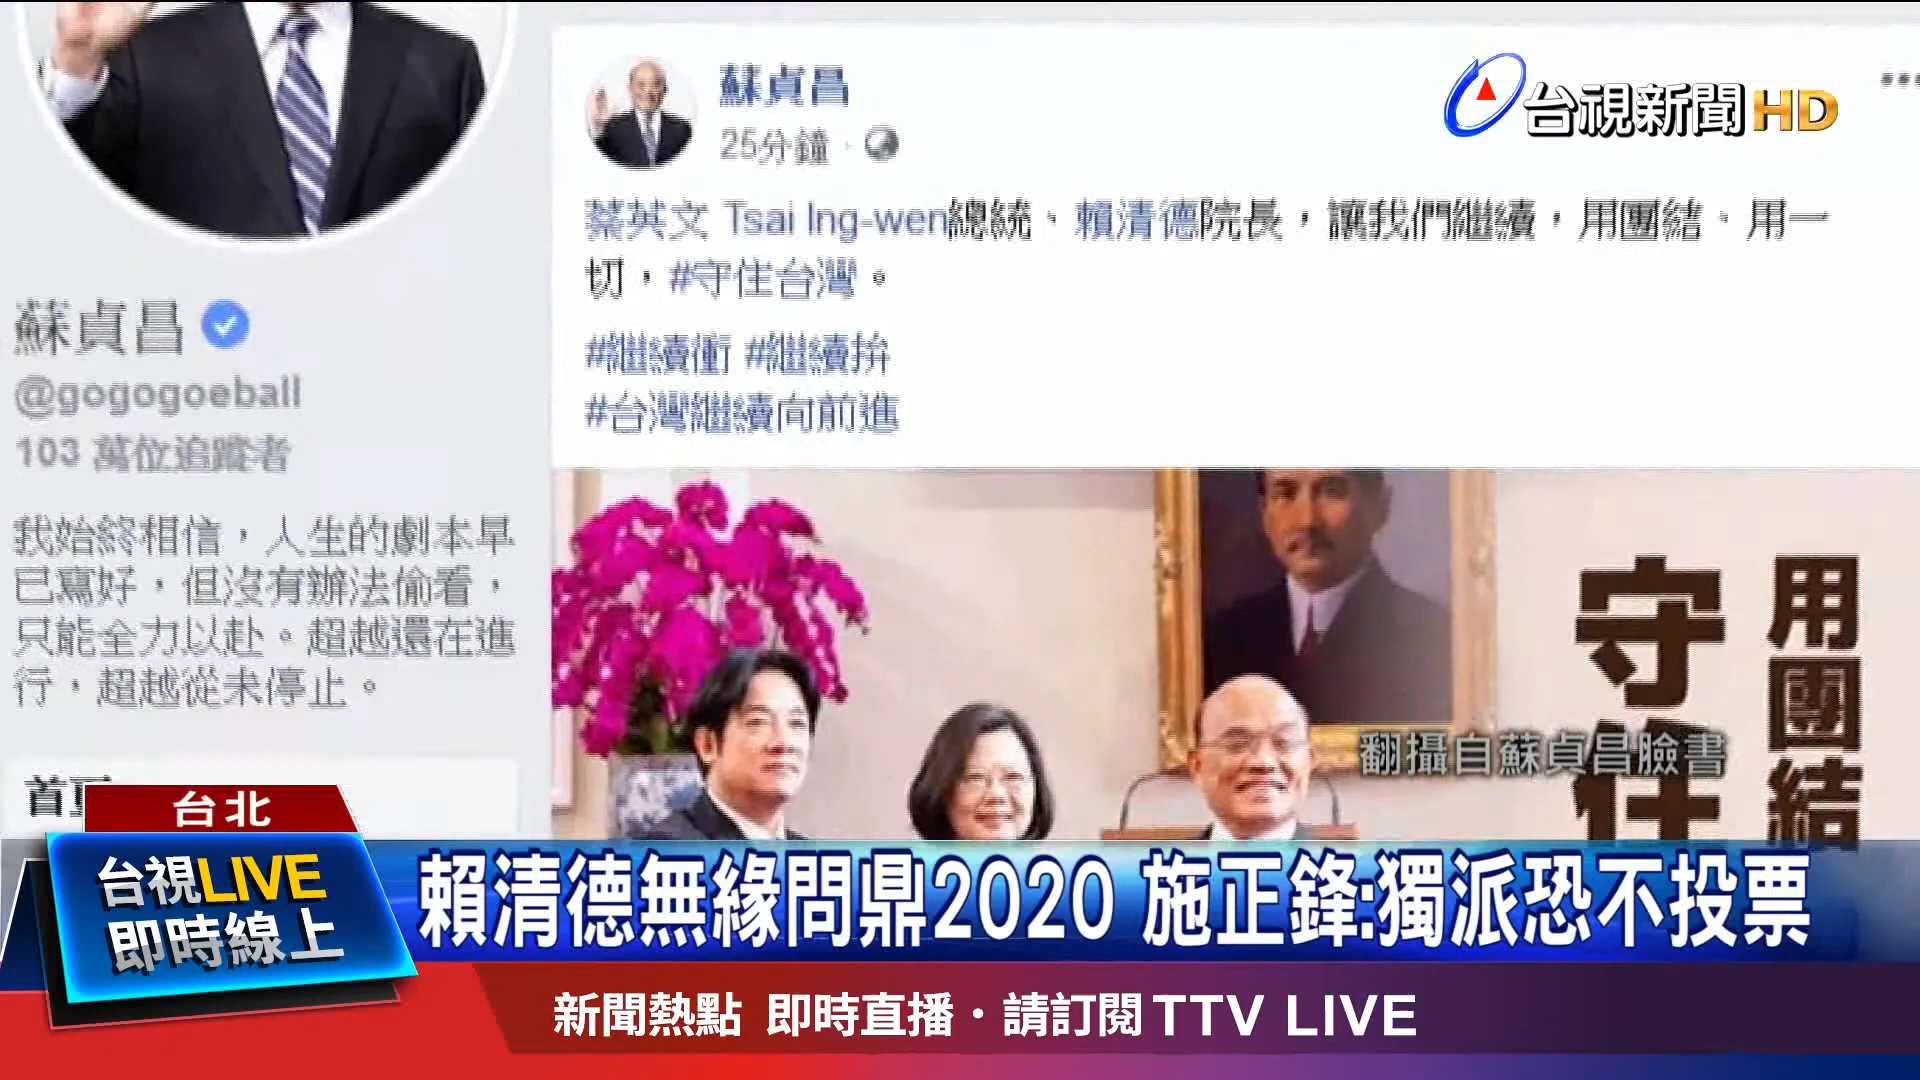 蘇貞昌
25分鐘
台視新聞HD
蔡英文 Tsai Ing-wen總統、賴清德院長，讓我們繼續，用團結、用一
切，#守住台灣。
#繼續衝 #繼續拚
#台灣繼續向前進
蘇貞昌
@gogogoeball
103 萬位追蹤者
我始終相信，人生的劇本早
已寫好，但沒有辦法偷看，
只能全力以赴。超越還在進
行，超越從未停止。
首頁
用團結
守住
翻攝自蘇貞昌臉書
台北
台視LIVE
即時線上
賴清德無緣問鼎2020 施正鋒:獨派恐不投票
新聞熱點 即時直播・請訂閱TTV LIVE